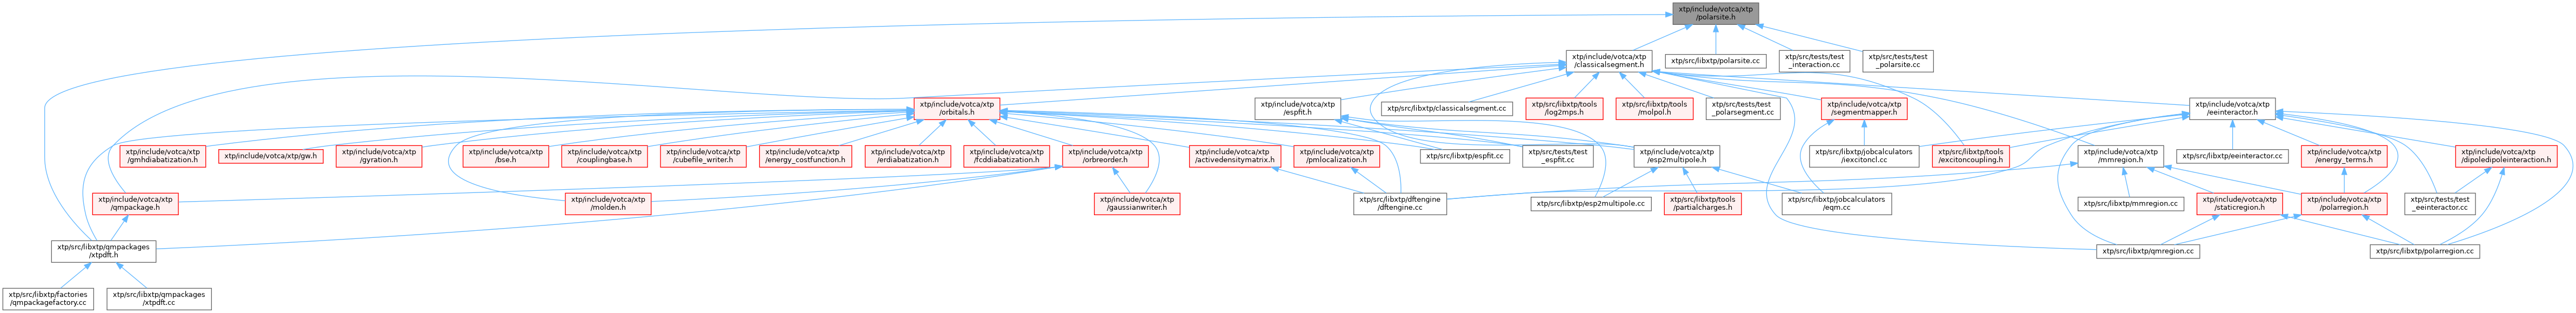 xtp/include/votca/xtp
/polarsite.h
xtp/include/votca/xtp
/classicalsegment.h
xtp/src/libxtp/polarsite.cc
xtp/src/tests/test
_interaction.cc
xtp/src/tests/test
_polarsite.cc
xtp/include/votca/xtp
/orbitals.h
xtp/include/votca/xtp
/espfit.h
xtp/src/libxtp/classicalsegment.cc
xtp/src/libxtp/tools
/log2mps.h
xtp/src/libxtp/tools
/molpol.h
xtp/src/tests/test
_polarsegment.cc
xtp/include/votca/xtp
/segmentmapper.h
xtp/include/votca/xtp
/eeinteractor.h
xtp/include/votca/xtp
/gmhdiabatization.h
xtp/include/votca/xtp/gw.h
xtp/include/votca/xtp
/gyration.h
xtp/include/votca/xtp
/bse.h
xtp/include/votca/xtp
/couplingbase.h
xtp/include/votca/xtp
/cubefile_writer.h
xtp/include/votca/xtp
/energy_costfunction.h
xtp/include/votca/xtp
/erdiabatization.h
xtp/include/votca/xtp
/fcddiabatization.h
xtp/include/votca/xtp
/orbreorder.h
xtp/include/votca/xtp
/activedensitymatrix.h
xtp/include/votca/xtp
/pmlocalization.h
xtp/src/libxtp/espfit.cc
xtp/src/tests/test
_espfit.cc
xtp/include/votca/xtp
/esp2multipole.h
xtp/src/libxtp/jobcalculators
/iexcitoncl.cc
xtp/src/libxtp/tools
/excitoncoupling.h
xtp/include/votca/xtp
/mmregion.h
xtp/src/libxtp/eeinteractor.cc
xtp/include/votca/xtp
/energy_terms.h
xtp/include/votca/xtp
/dipoledipoleinteraction.h
xtp/include/votca/xtp
/qmpackage.h
xtp/include/votca/xtp
/molden.h
xtp/include/votca/xtp
/gaussianwriter.h
xtp/src/libxtp/dftengine
/dftengine.cc
xtp/src/libxtp/esp2multipole.cc
xtp/src/libxtp/tools
/partialcharges.h
xtp/src/libxtp/jobcalculators
/eqm.cc
xtp/src/libxtp/mmregion.cc
xtp/include/votca/xtp
/staticregion.h
xtp/include/votca/xtp
/polarregion.h
xtp/src/tests/test
_eeinteractor.cc
xtp/src/libxtp/qmpackages
/xtpdft.h
xtp/src/libxtp/qmregion.cc
xtp/src/libxtp/polarregion.cc
xtp/src/libxtp/factories
/qmpackagefactory.cc
xtp/src/libxtp/qmpackages
/xtpdft.cc